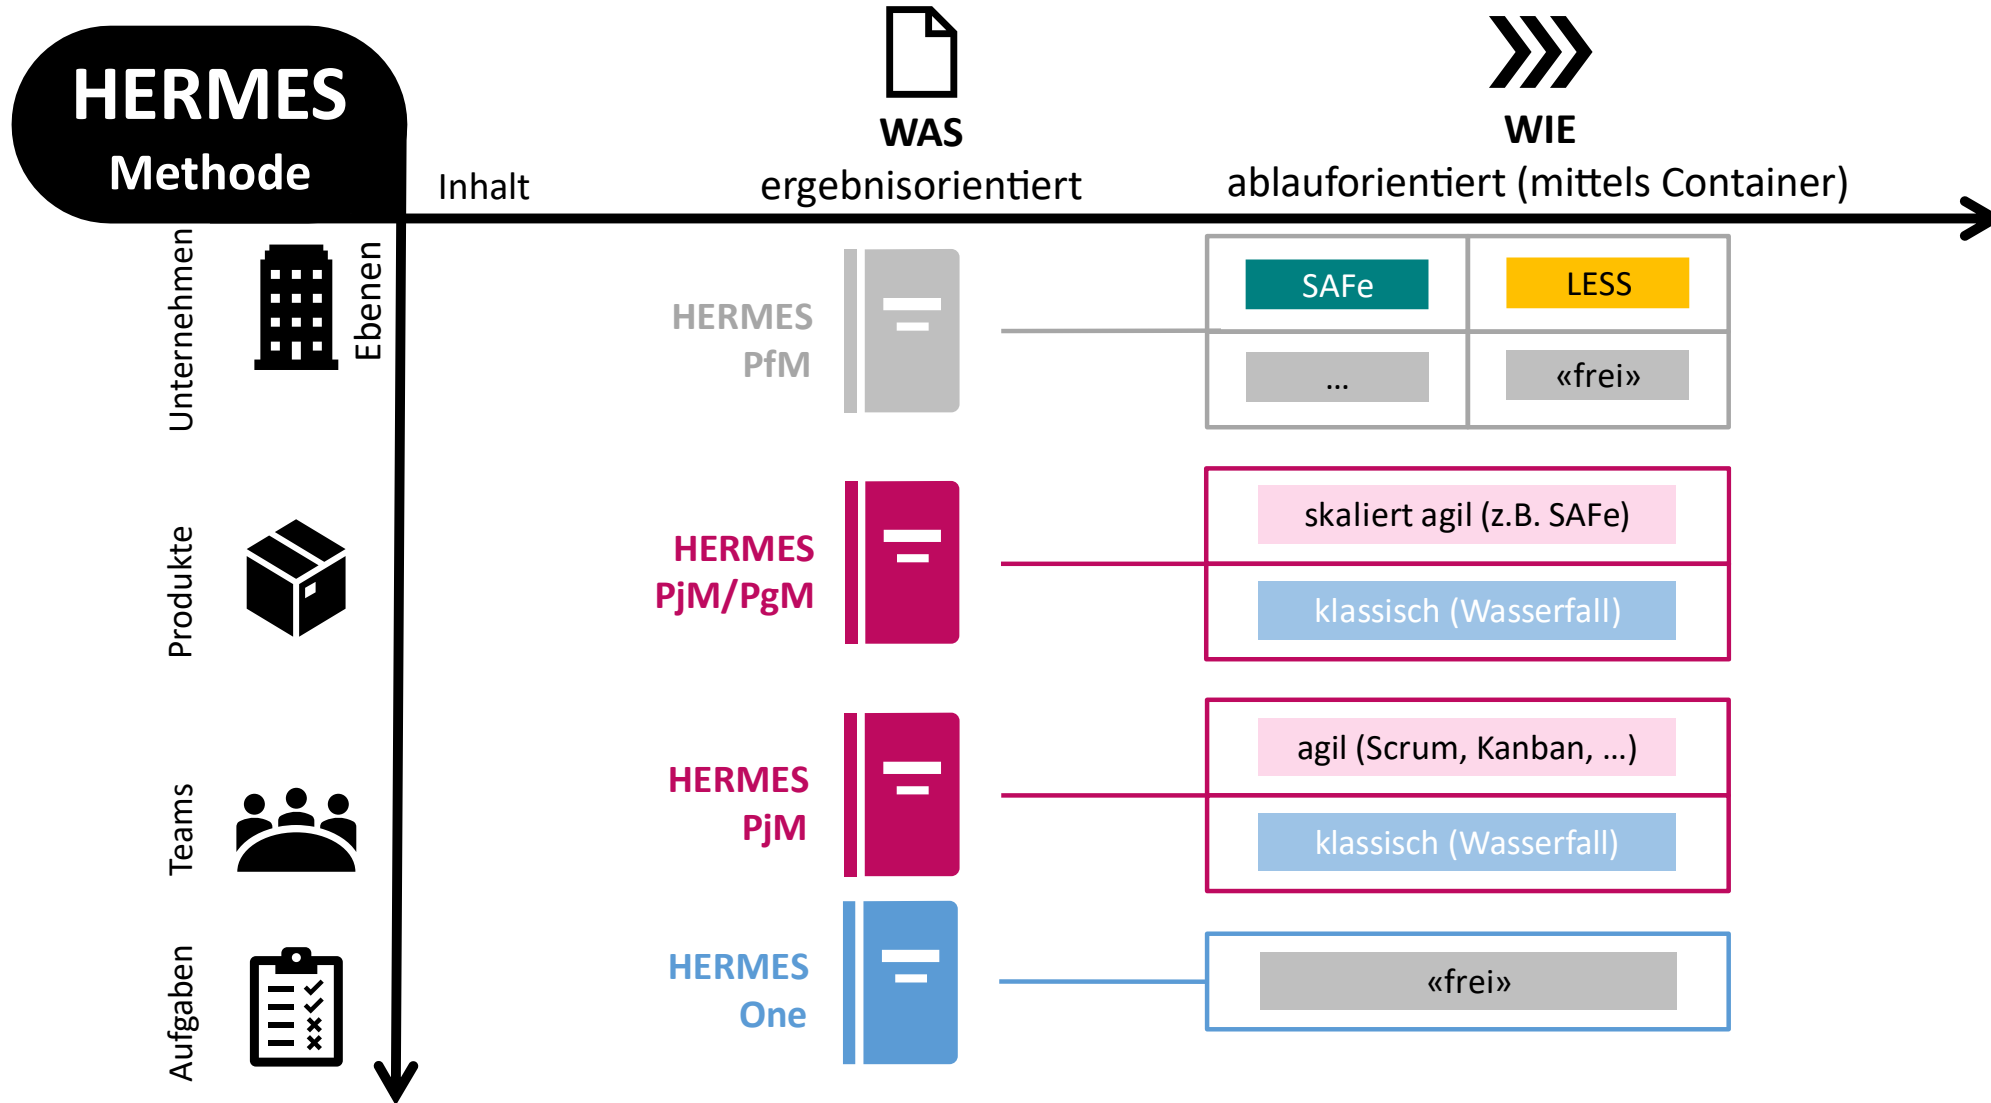 HERMES
Methode
Inhalt
WAS
ergebnisorientiert
WIE
ablauforientiert (mittels Container)
Ebenen
Unternehmen
HERMES
PfM
SAFe
LESS
...
«frei»
Produkte
HERMES
PjM/PgM
skaliert agil (z.B. SAFe)
klassisch (Wasserfall)
Teams
HERMES
PjM
agil (Scrum, Kanban, ...)
klassisch (Wasserfall)
Aufgaben
HERMES
One
«frei»